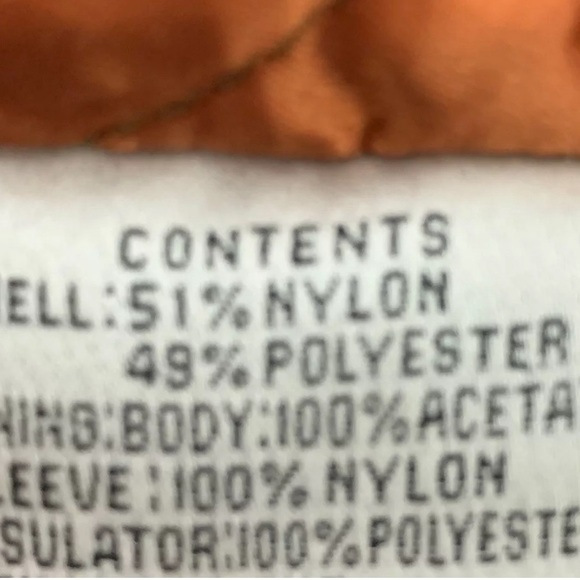 CONTENTS
ELL:51% NYLON
49% POLYESTER
NING:BODY:100% ACETA
LEEVE:100% NYLON
SULATOR:100% POLYESTE